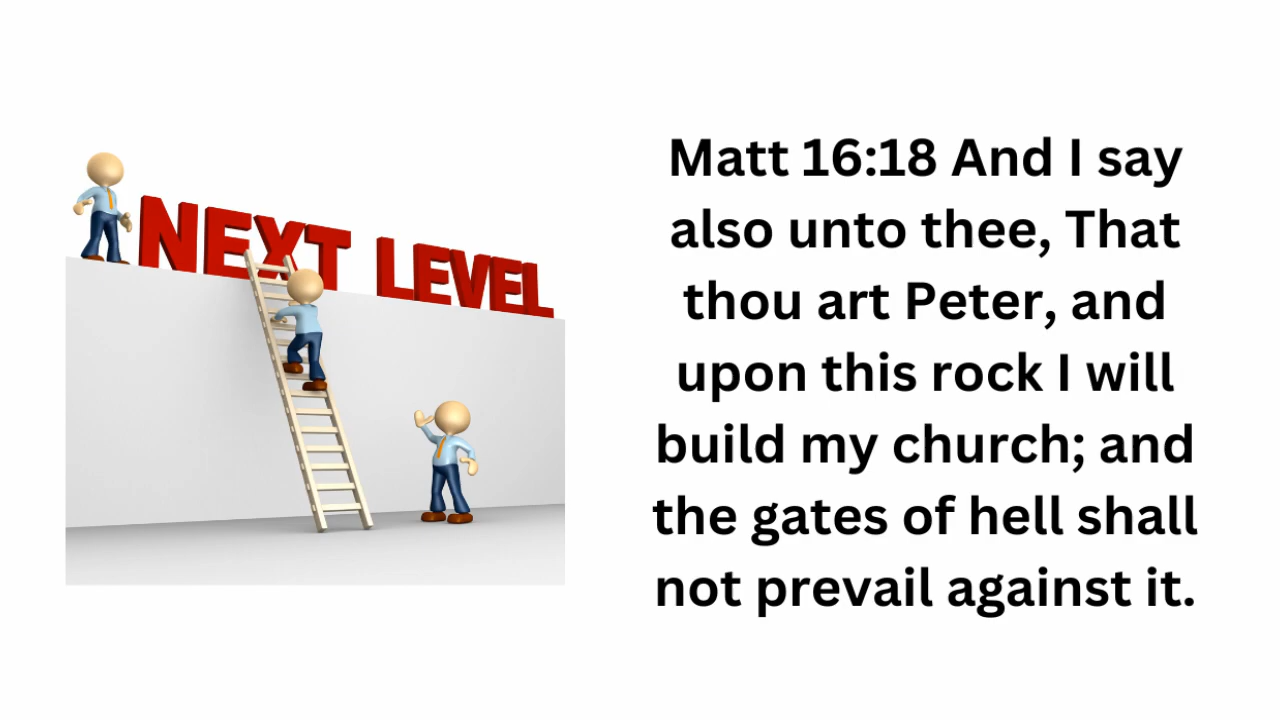 NEXT LEVEL
Matt 16:18 And I say
also unto thee, That
thou art Peter, and
upon this rock I will
build my church; and
the gates of hell shall
not prevail against it.